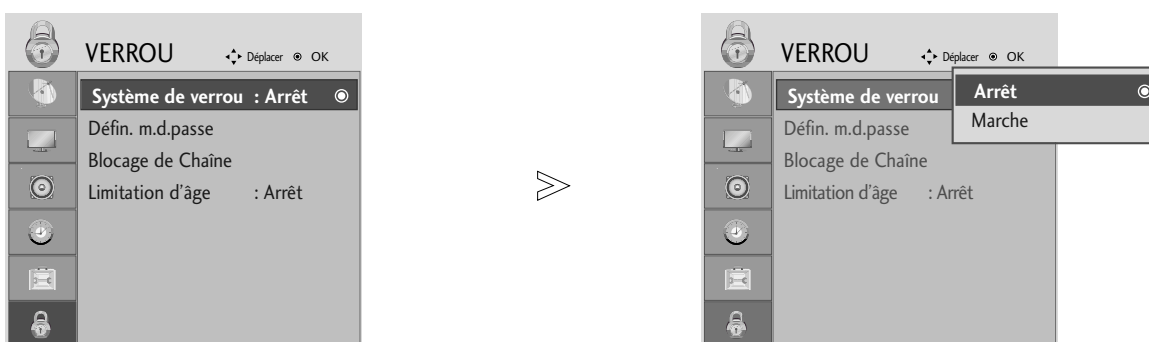 VERROU Déplacer OK
Système de verrou : Arrêt
Défin. m.d.passe
Blocage de Chaîne
Limitation d'âge : Arrêt
VERROU Déplacer OK
Système de verrou
Arrêt
Marche
Défin. m.d.passe
Blocage de Chaîne
Limitation d'âge : Arrêt